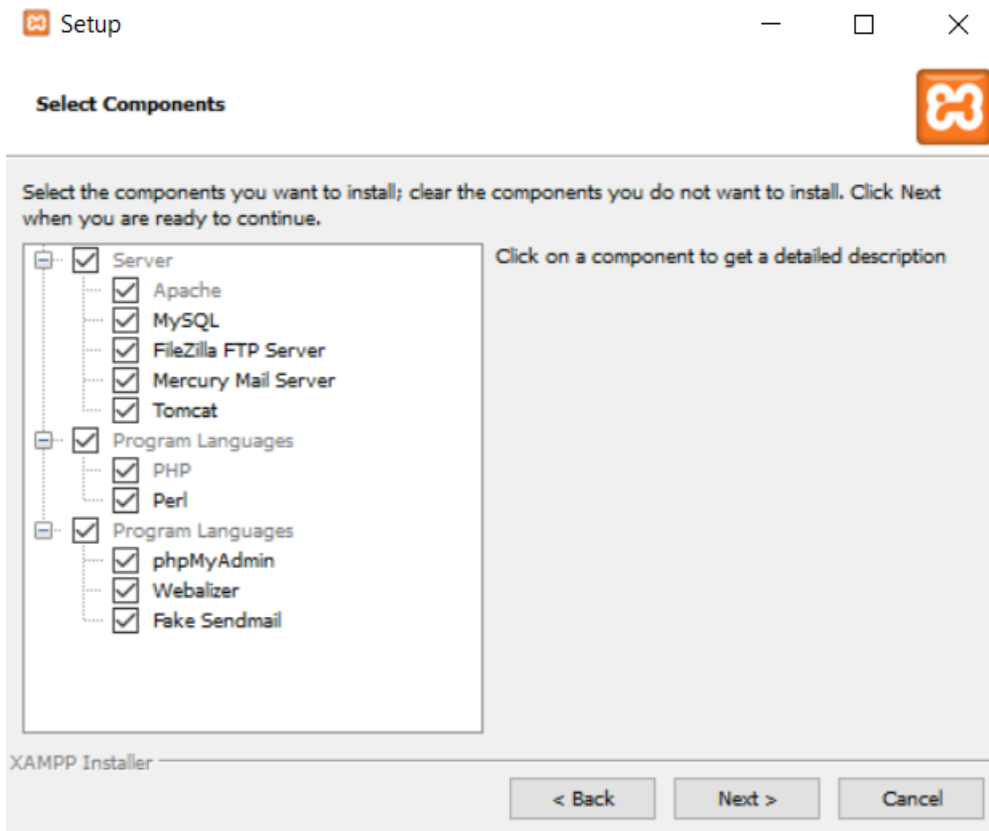 Setup
Select Components
Select the components you want to install; clear the components you do not want to install. Click Next
when you are ready to continue.
Server
Apache
MySQL
FileZilla FTP Server
Mercury Mail Server
Tomcat
Program Languages
PHP
Perl
Program Languages
phpMyAdmin
Webalizer
Fake Sendmail
Click on a component to get a detailed description
XAMPP Installer
< Back
Next >
Cancel